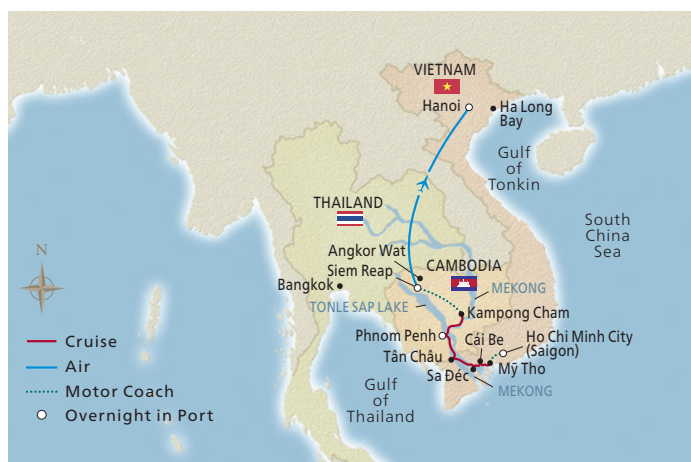 VIETNAM
Hanoi
Ha Long
Bay
Gulf
of
Tonkin
THAILAND
South
China
Sea
N
Angkor Wat
Siem Reap
CAMBODIA
Bangkok
MEKONG
TONLE SAP LAKE
Kampong Cham
Phnom Penh
Cái Be
Ho Chi Minh City
(Saigon)
Tân Châu
Mỹ Tho
Sa Déc
MEKONG
Gulf
of
Thailand
Cruise
Air
Motor Coach
Overnight in Port